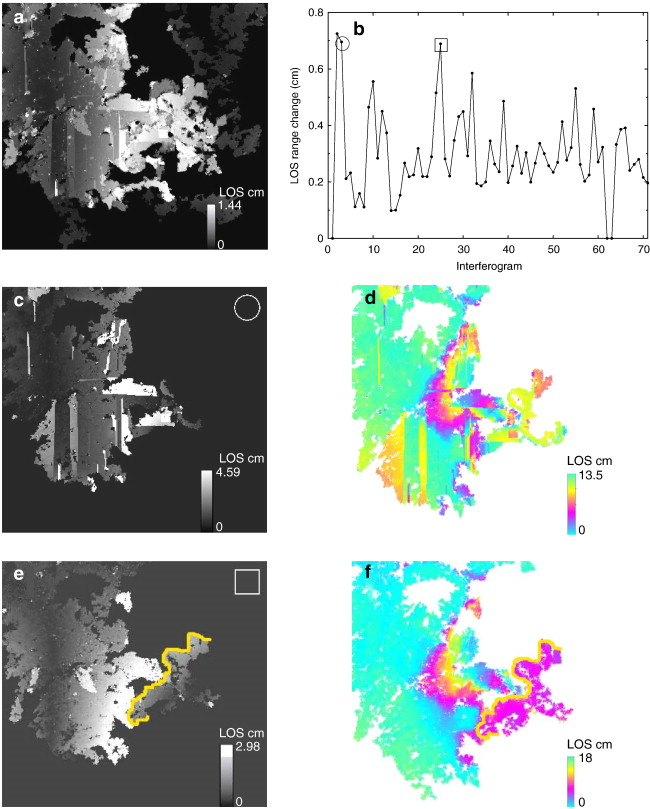 a
LOS cm
1.44
0
b
LOS range change (cm)
0.8
0.6
0.4
0.2
0
0 10 20 30 40 50 60 70
Interferogram
c
LOS cm
4.59
0
d
LOS cm
13.5
0
e
LOS cm
2.98
0
f
LOS cm
18
0